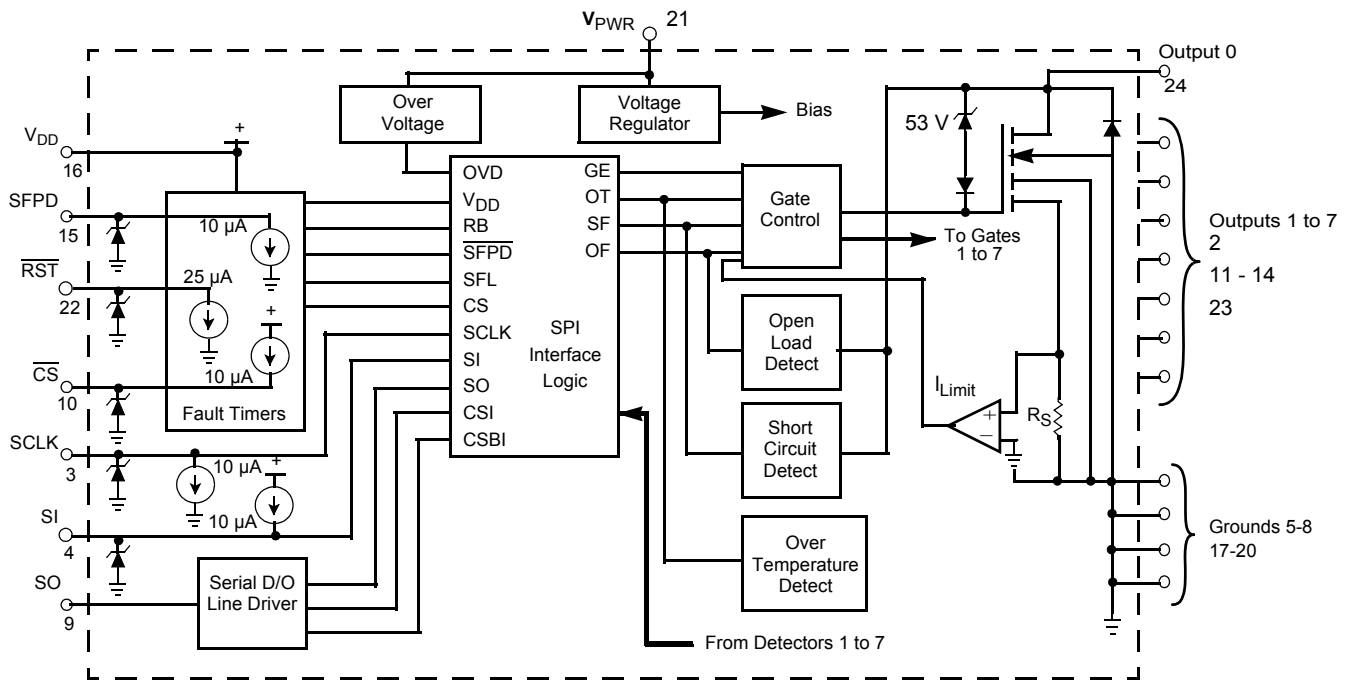 VPWR 21
Output 0
24
Over
Voltage
Voltage
Regulator
Bias
53 V
+
VDD
16
SFPD
15
10 µA
RST
22
25 µA
+
CS
10
10 µA
Fault Timers
SCLK
3
10 µA
+
SI
4
10 µA
SO
9
Serial D/O
Line Driver
OVD
VDD
RB
SFPD
SFL
CS
SCLK
SI
SO
CSI
CSBI
GE
OT
SF
OF
SPI
Interface
Logic
Gate
Control
To Gates
1 to 7
Open
Load
Detect
Short
Circuit
Detect
Over
Temperature
Detect
From Detectors 1 to 7
ILimit
+
–
RS
Outputs 1 to 7
2
11 - 14
23
Grounds 5-8
17-20